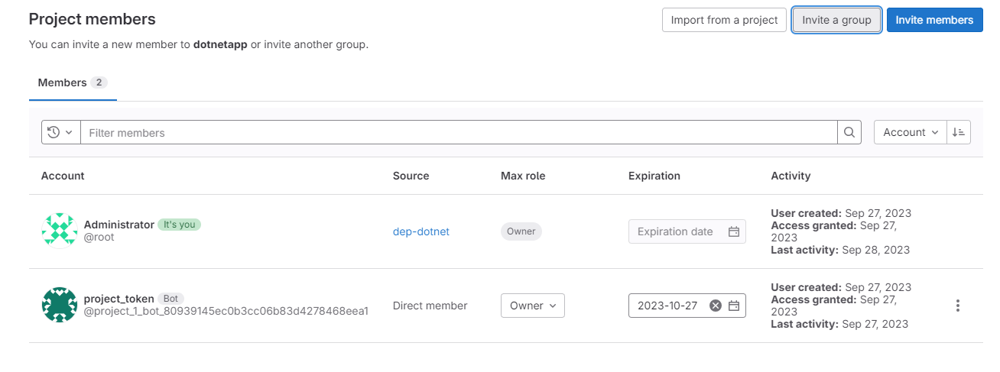 Project members
Import from a project
Invite a group
Invite members
You can invite a new member to dotnetapp or invite another group.
Members 2
Filter members
Account
Account Source Max role Expiration Activity
Administrator It's you
@root
dep-dotnet
Owner
Expiration date
User created: Sep 27, 2023
Access granted: Sep 27,
2023
Last activity: Sep 28, 2023
project_token Bot
@project_1_bot_80939145ec0b3cc06b83d4278468eea1
Direct member
Owner
2023-10-27
User created: Sep 27, 2023
Access granted: Sep 27,
2023
Last activity: Sep 27, 2023